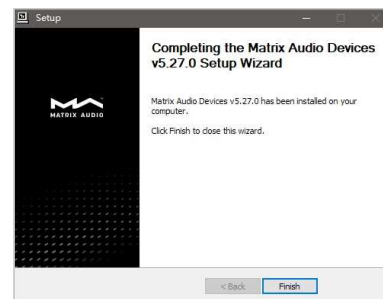 Setup
Completing the Matrix Audio Devices
v5.27.0 Setup Wizard
MATRIX AUDIO
Matrix Audio Devices v5.27.0 has been installed on your
computer.
Click Finish to close this wizard.
< Back
Finish